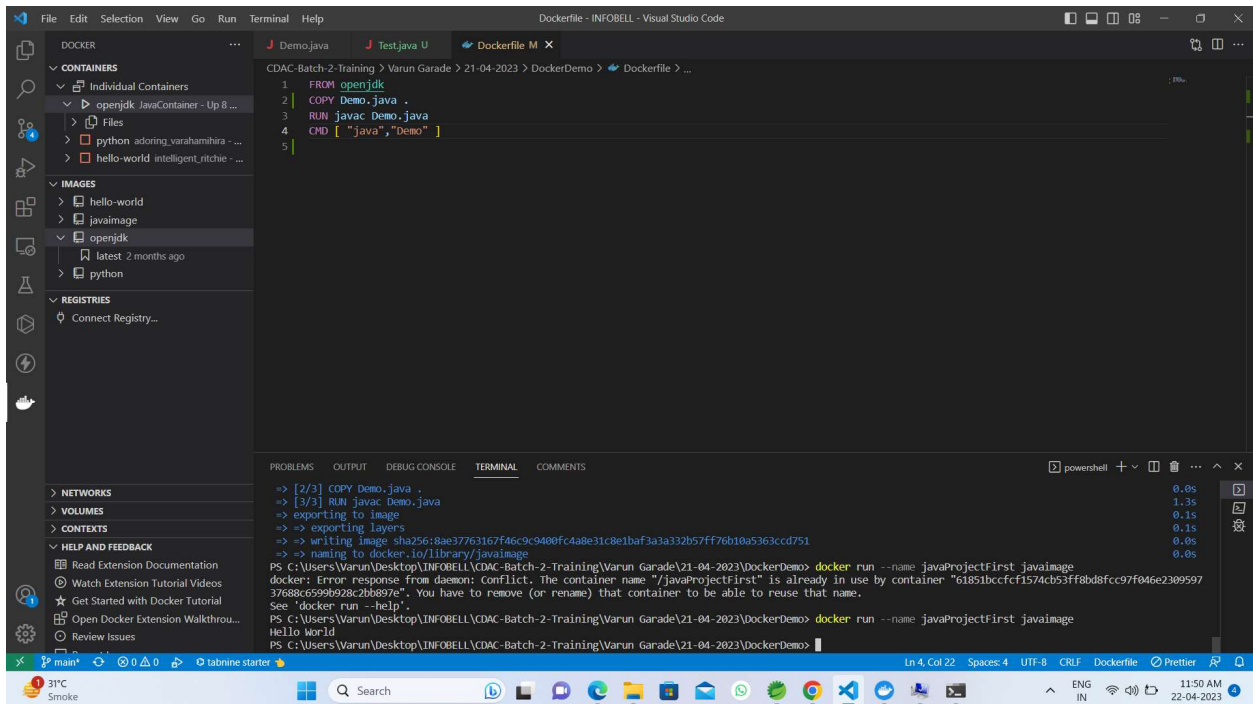 File Edit Selection View Go Run Terminal Help
Dockerfile - INFOBELL - Visual Studio Code
DOCKER
CONTAINERS
Individual Containers
openjdk JavaContainer - Up 8 ...
Files
python adoring_varahamihira - ...
hello-world intelligent_ritchie - ...
IMAGES
hello-world
javaimage
openjdk
latest 2 months ago
python
REGISTRIES
Connect Registry...
NETWORKS
VOLUMES
CONTEXTS
HELP AND FEEDBACK
Read Extension Documentation
Watch Extension Tutorial Videos
Get Started with Docker Tutorial
Open Docker Extension Walkthrou...
Review Issues
Demo.java
Test.java U
Dockerfile M
CDAC-Batch-2-Training > Varun Garade > 21-04-2023 > DockerDemo > Dockerfile > ...
1 FROM openjdk
2 COPY Demo.java .
3 RUN javac Demo.java
4 CMD [ "java","Demo" ]
5
PROBLEMS OUTPUT DEBUG CONSOLE TERMINAL COMMENTS
powershell
=> [2/3] COPY Demo.java . 0.0s
=> [3/3] RUN javac Demo.java 1.3s
=> exporting to image 0.1s
=> => exporting layers 0.1s
=> => writing image sha256:8ae37763167f46c9c9400fc4a8e31c8e1baf3a3a332b57ff76b10a5363ccd751 0.0s
=> => naming to docker.io/library/javaimage 0.0s
PS C:\Users\Varun\Desktop\INFOBELL\CDAC-Batch-2-Training\Varun Garade\21-04-2023\DockerDemo> docker run --name javaProjectFirst javaimage
docker: Error response from daemon: Conflict. The container name "/javaProjectFirst" is already in use by container "61851bccfcf1574cb53ff8bd8fcc97f046e2309597
37688c6599b928c2bb897e". You have to remove (or rename) that container to be able to reuse that name.
See 'docker run --help'.
PS C:\Users\Varun\Desktop\INFOBELL\CDAC-Batch-2-Training\Varun Garade\21-04-2023\DockerDemo> docker run --name javaProjectFirst javaimage
Hello World
PS C:\Users\Varun\Desktop\INFOBELL\CDAC-Batch-2-Training\Varun Garade\21-04-2023\DockerDemo>
main* 0 0 tabnine starter
Ln 4, Col 22 Spaces: 4 UTF-8 CRLF Dockerfile Prettier
31°C
Smoke
Search
ENG
IN
11:50 AM
22-04-2023